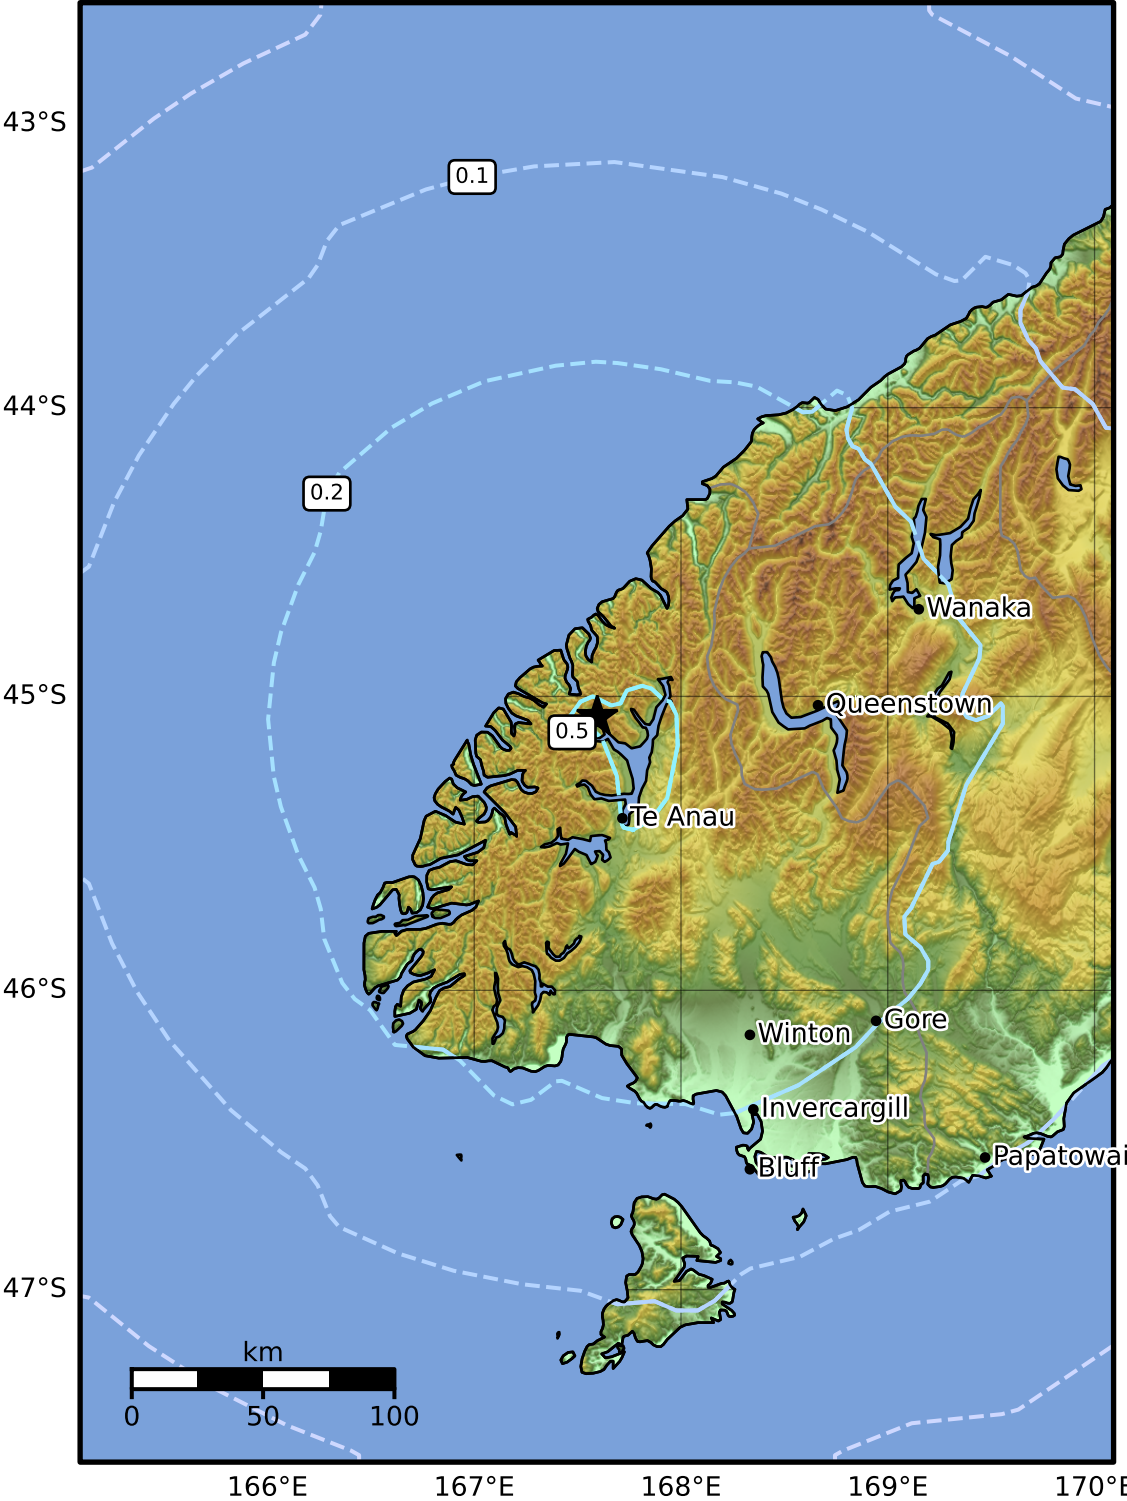 43°S
0.1
44°S
0.2
Wanaka
45°S
Queenstown
0.5
Te Anau
46°S
Gore
Winton
Invercargill
Papatowai
Bluff
47°S
km
0 50 100
166°E 167°E 168°E 169°E 170°E